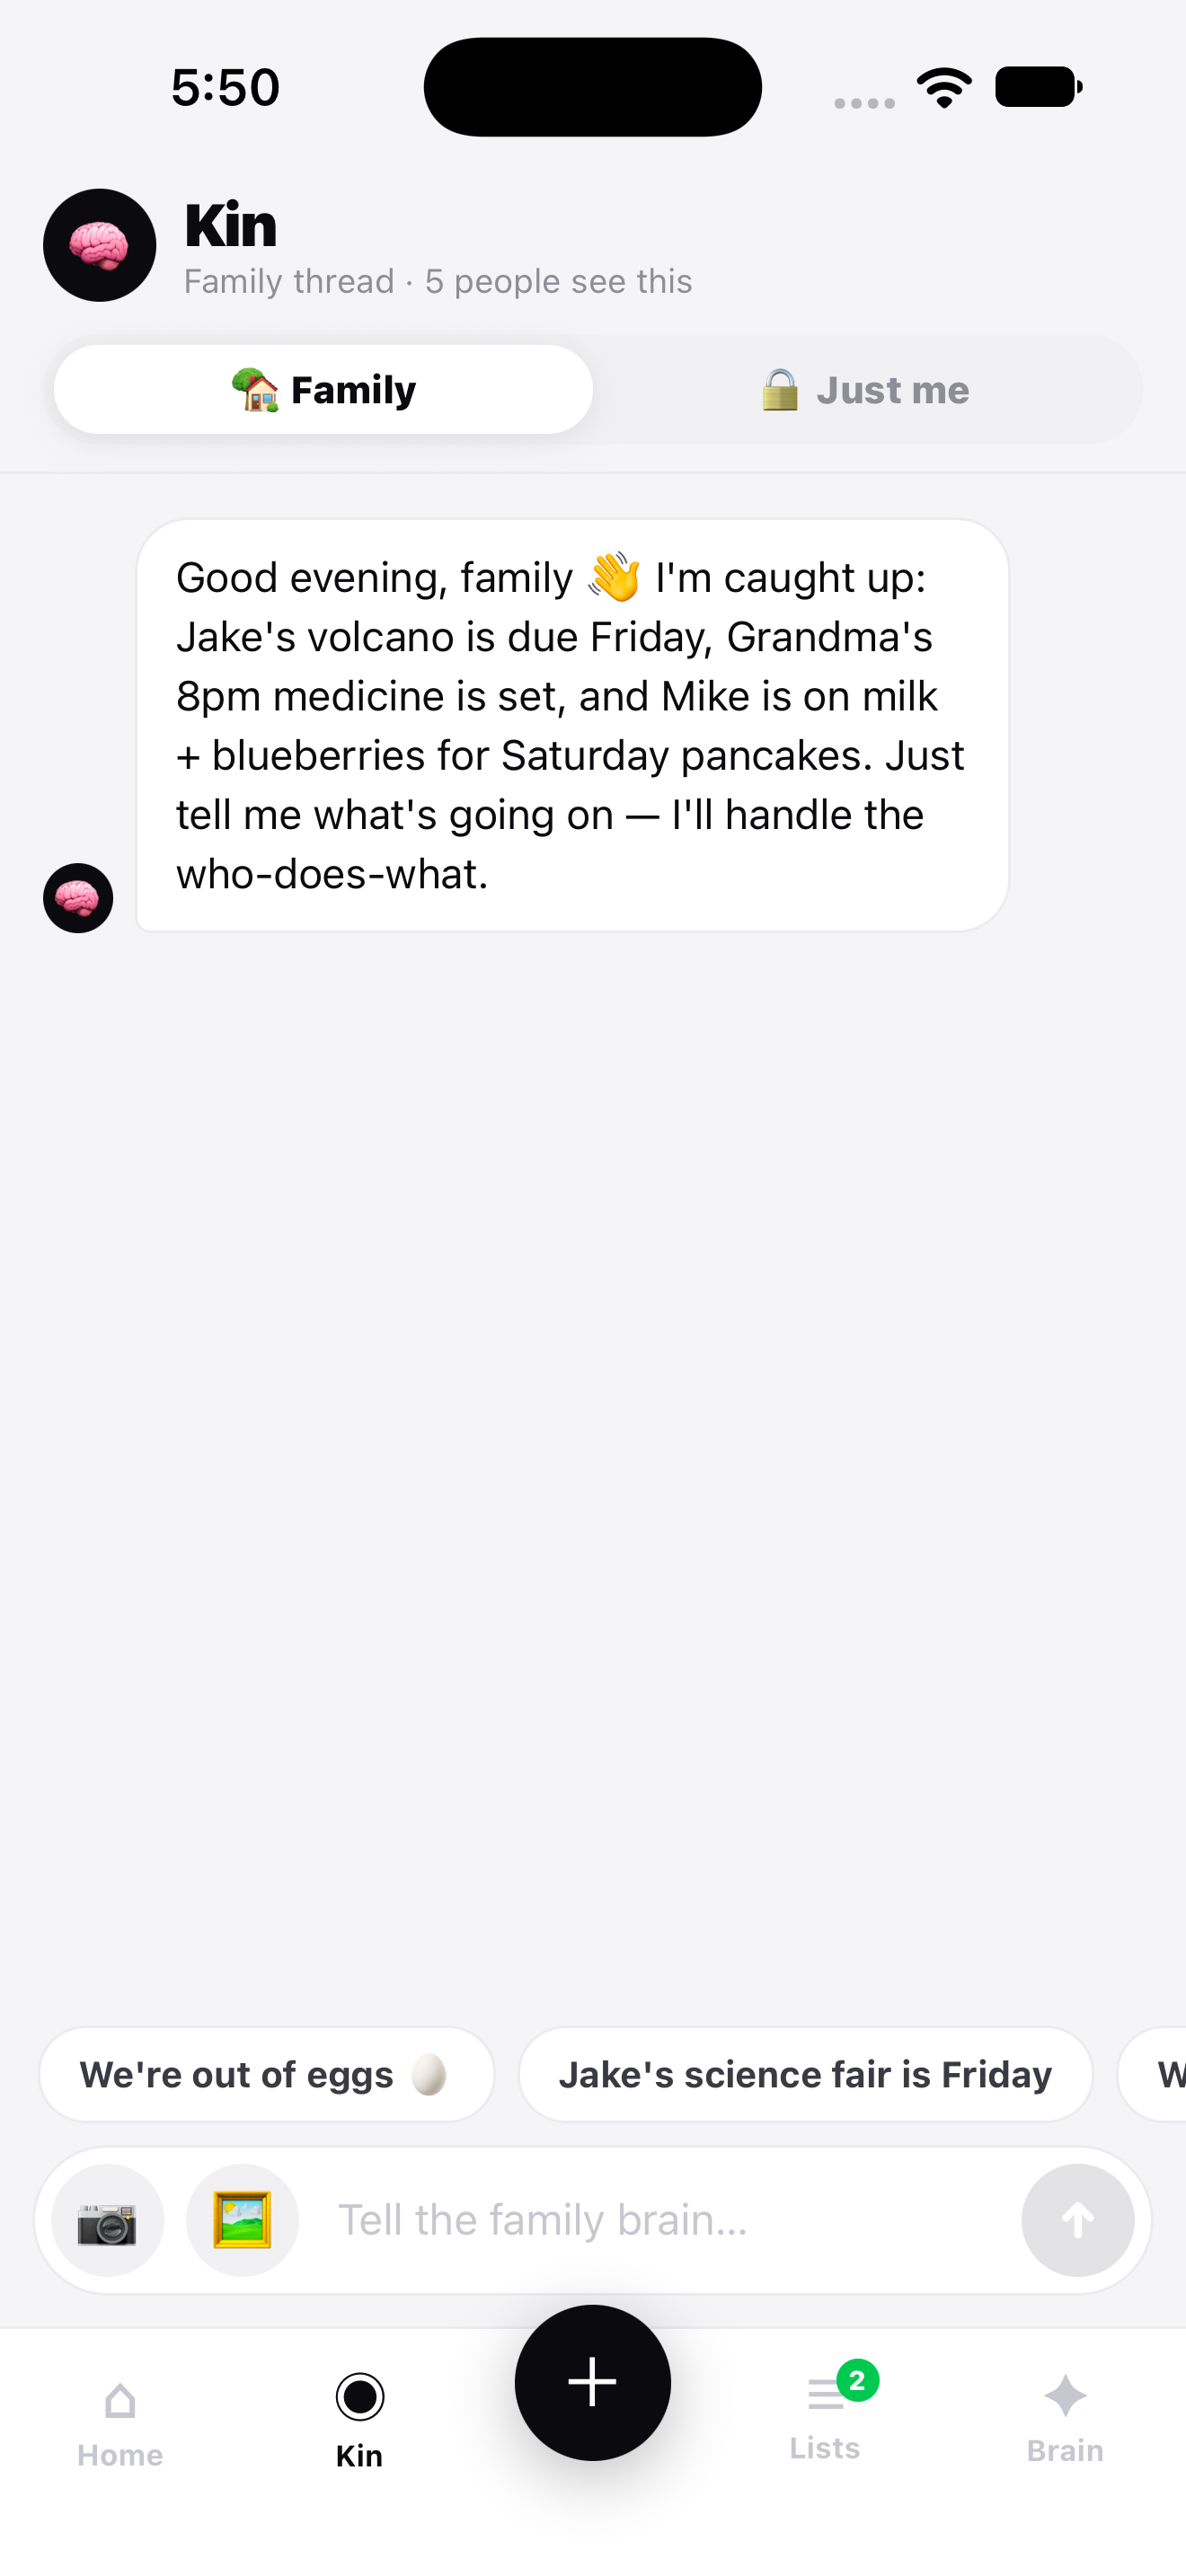 5:50
Kin
Family thread · 5 people see this
Family
Just me
Good evening, family 👋 I'm caught up:
Jake's volcano is due Friday, Grandma's
8pm medicine is set, and Mike is on milk
+ blueberries for Saturday pancakes. Just
tell me what's going on — I'll handle the
who-does-what.
We're out of eggs 🥚
Jake's science fair is Friday
Tell the family brain...
Home
Kin
2
Lists
Brain